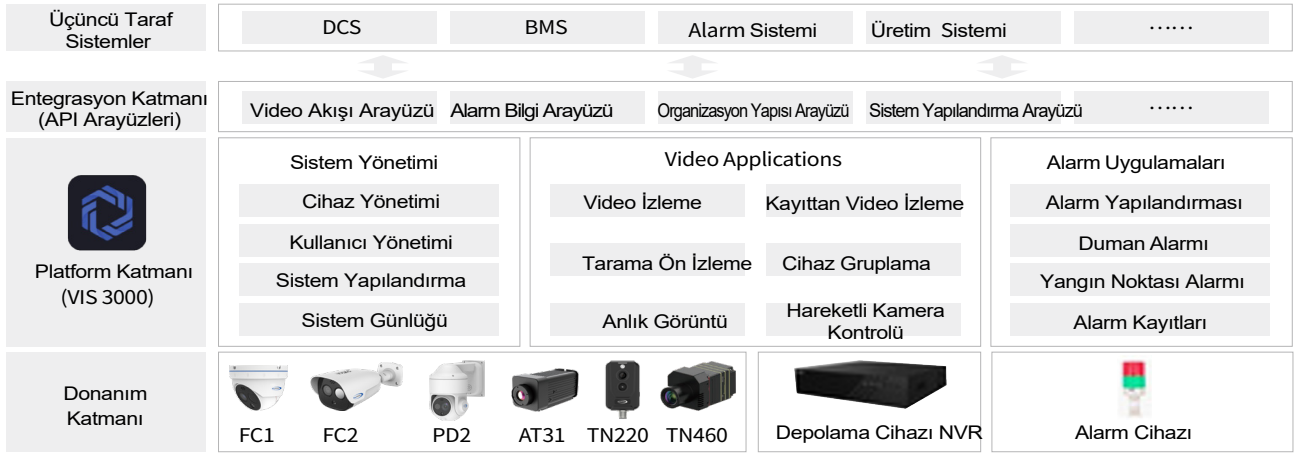 Üçüncü Taraf
Sistemler
DCS
BMS
Alarm Sistemi
Üretim Sistemi
……
Entegrasyon Katmanı
(API Arayüzleri)
Video Akışı Arayüzü
Alarm Bilgi Arayüzü
Organizasyon Yapısı Arayüzü
Sistem Yapılandırma Arayüzü
……
Platform Katmanı
(VIS 3000)
Sistem Yönetimi
Cihaz Yönetimi
Kullanıcı Yönetimi
Sistem Yapılandırma
Sistem Günlüğü
Video Applications
Video İzleme
Kayıttan Video İzleme
Tarama Ön İzleme
Cihaz Gruplama
Anlık Görüntü
Hareketli Kamera
Kontrolü
Alarm Uygulamaları
Alarm Yapılandırması
Duman Alarmı
Yangın Noktası Alarmı
Alarm Kayıtları
Donanım
Katmanı
FC1
FC2
PD2
AT31
TN220
TN460
Depolama Cihazı NVR
Alarm Cihazı